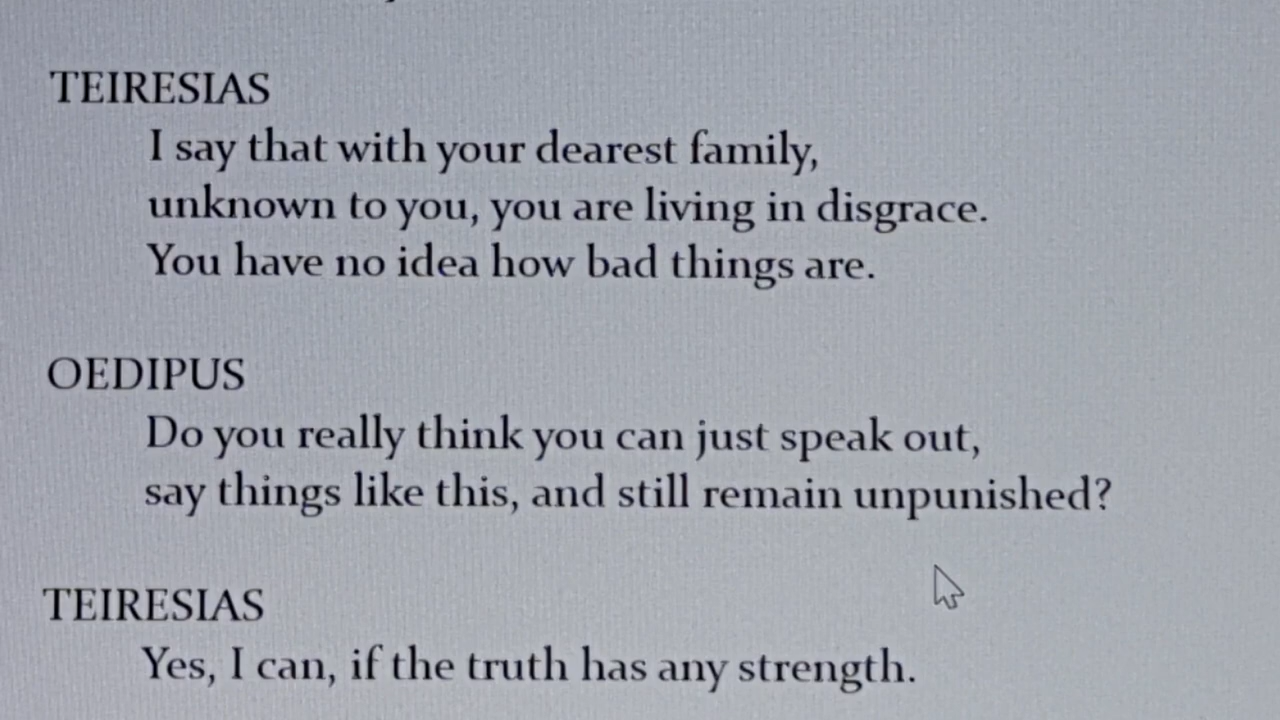 TEIRESIAS
I say that with your dearest family,
unknown to you, you are living in disgrace.
You have no idea how bad things are.
OEDIPUS
Do you really think you can just speak out,
say things like this, and still remain unpunished?
TEIRESIAS
Yes, I can, if the truth has any strength.